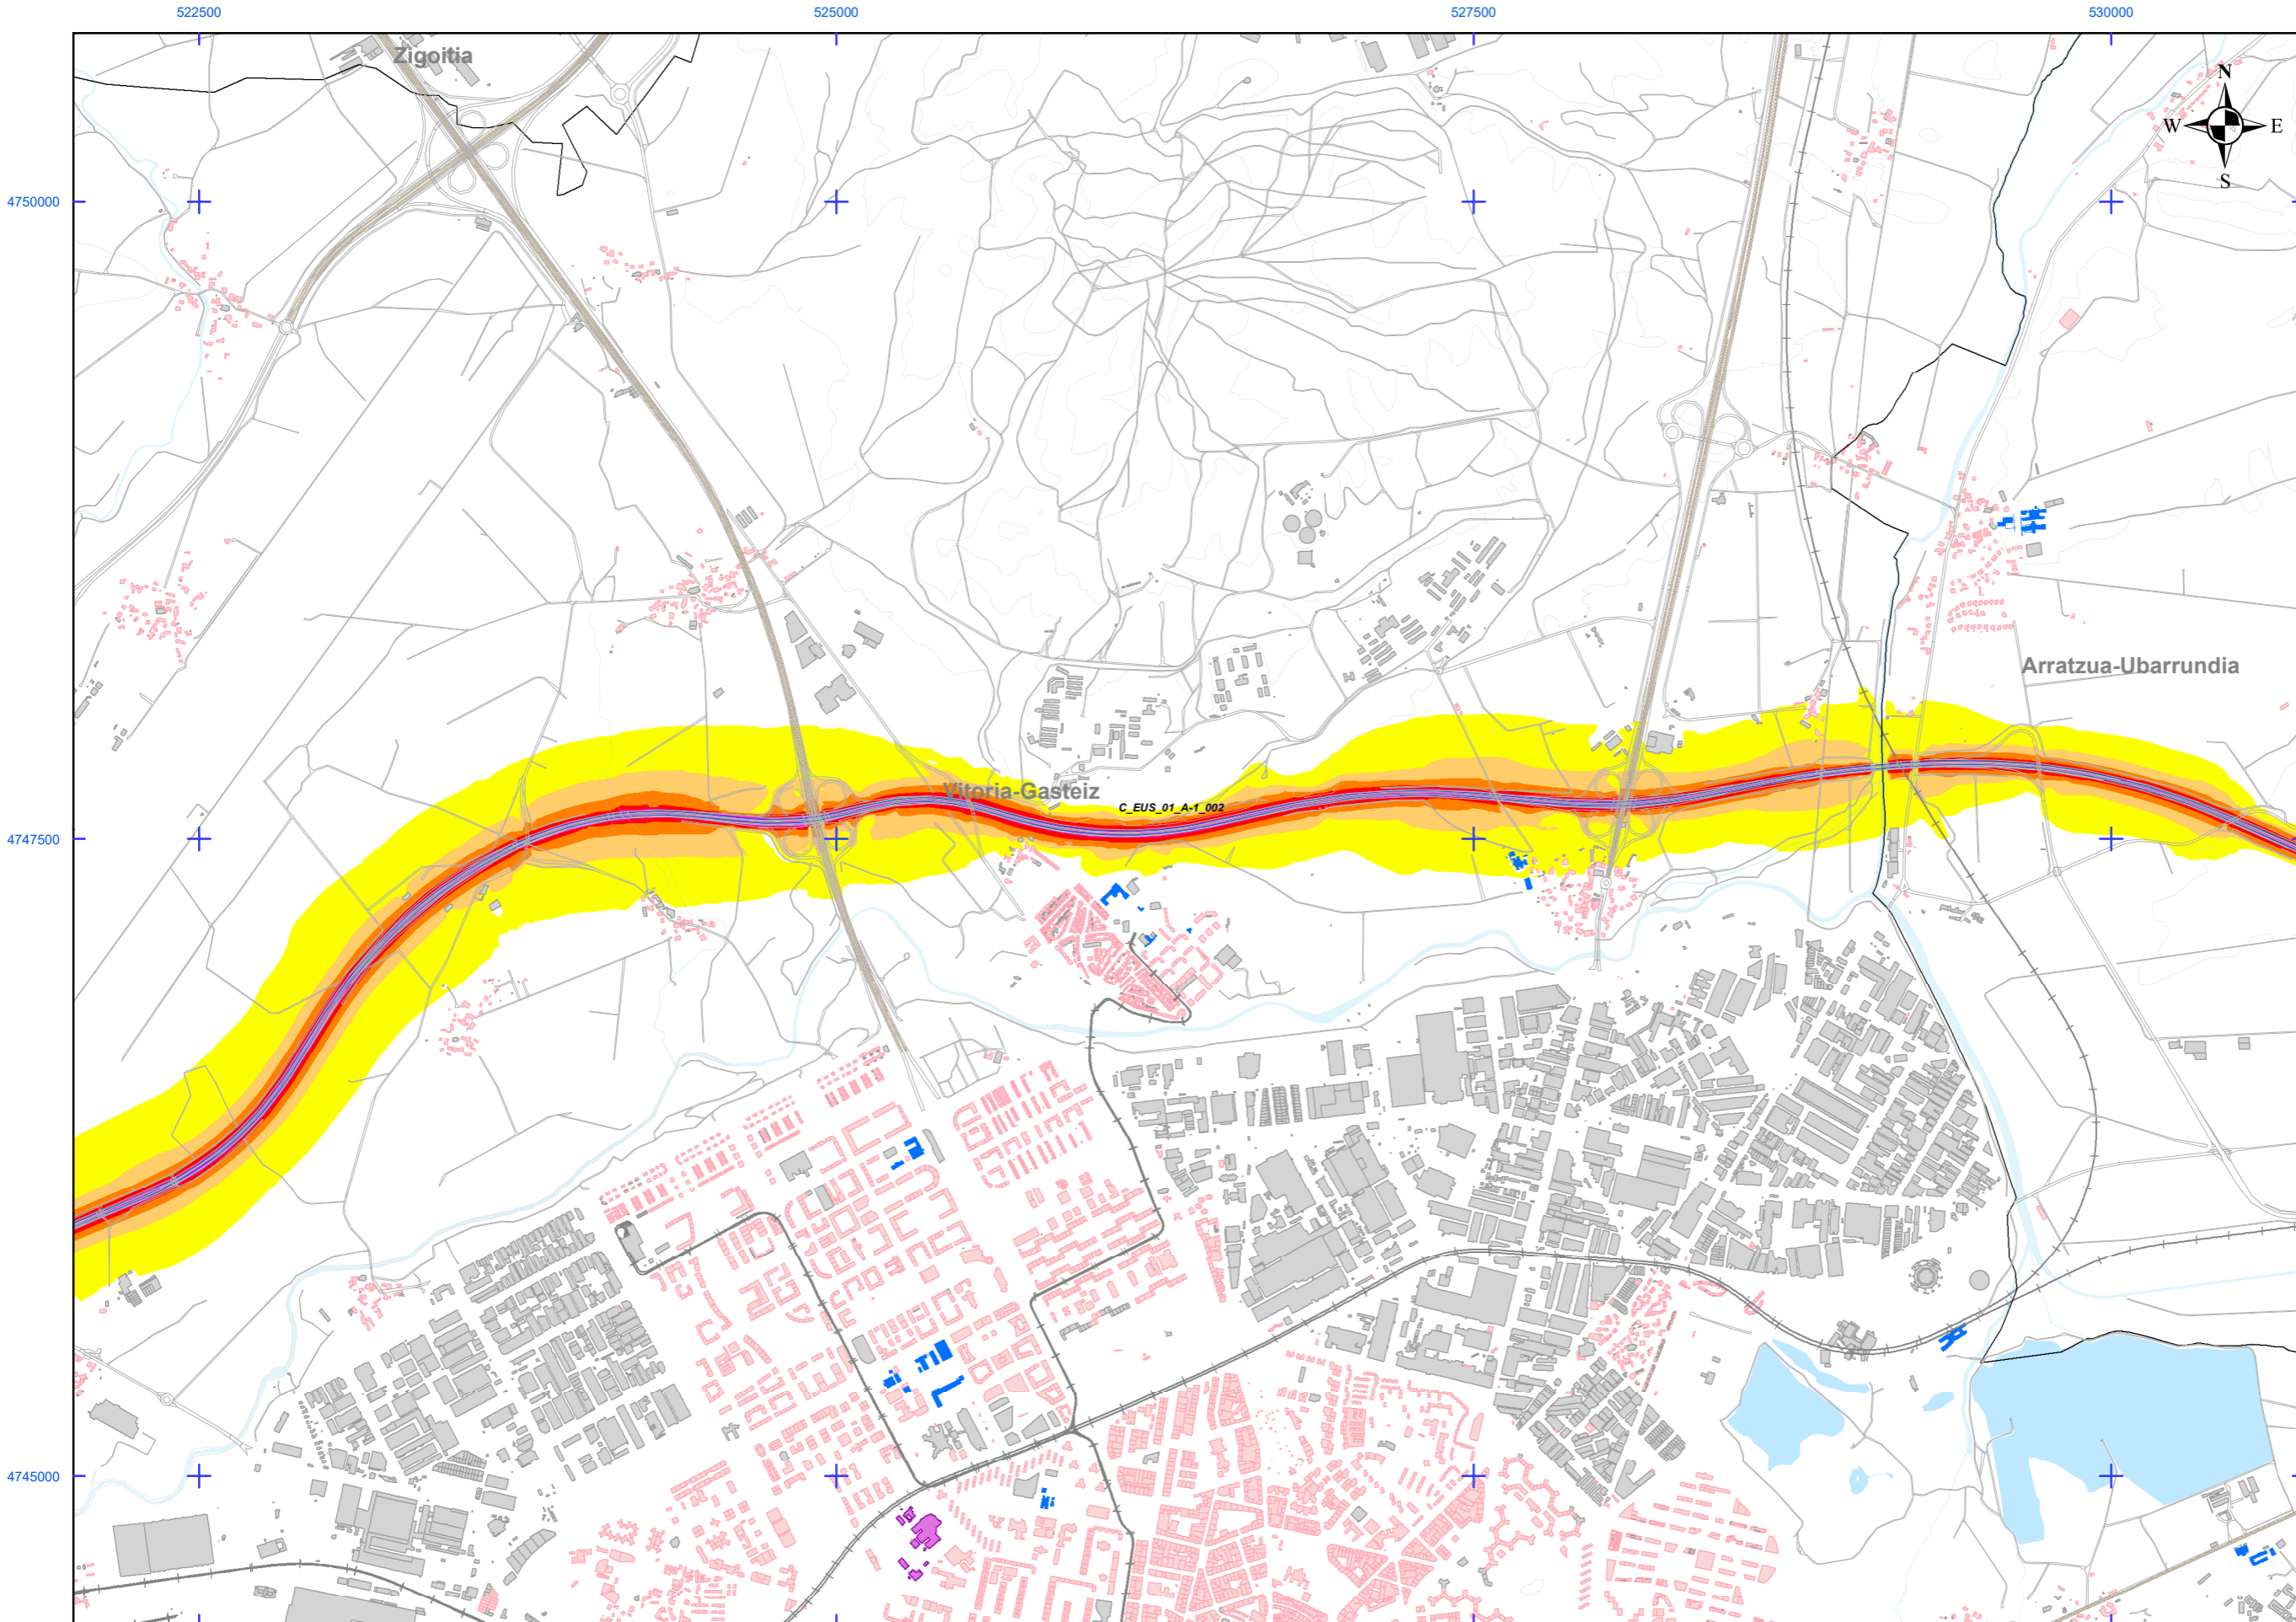 522500
525000
527500
530000
Zigoitia
N
W
E
S
4750000
Arratzua-Ubarrundia
Vitoria-Gasteiz
C_EUS_01_A-1_002
4747500
4745000